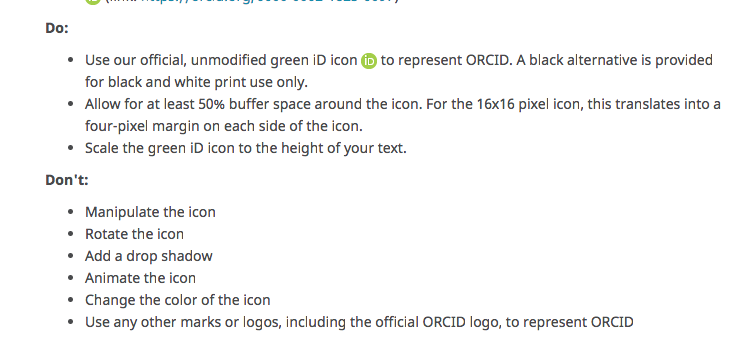 Do:
Use our official, unmodified green iD icon iD to represent ORCID. A black alternative is provided
for black and white print use only.
Allow for at least 50% buffer space around the icon. For the 16x16 pixel icon, this translates into a
four-pixel margin on each side of the icon.
Scale the green iD icon to the height of your text.
Don't:
Manipulate the icon
Rotate the icon
Add a drop shadow
Animate the icon
Change the color of the icon
Use any other marks or logos, including the official ORCID logo, to represent ORCID